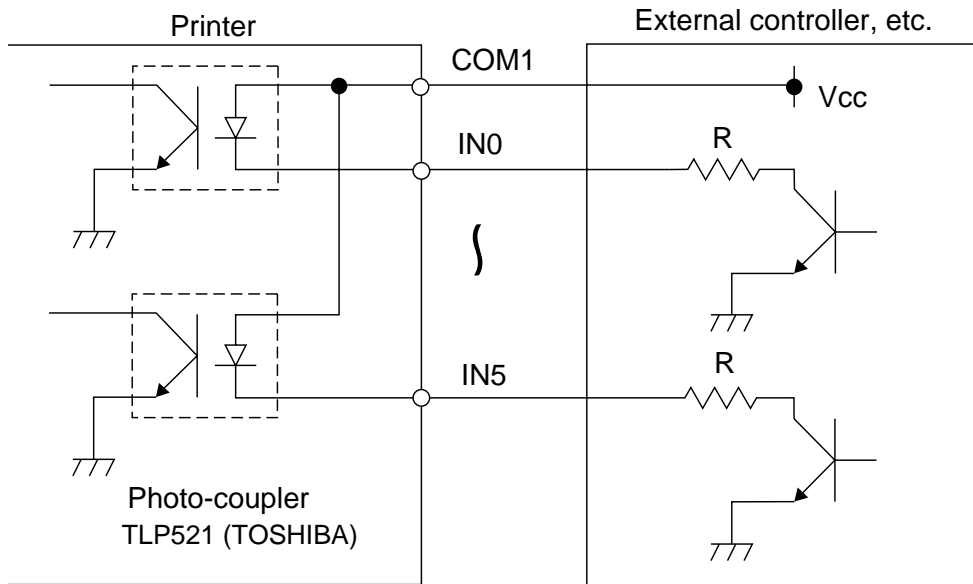 Printer
External controller, etc.
COM1
Vcc
IN0
R
IN5
R
Photo-coupler
TLP521 (TOSHIBA)